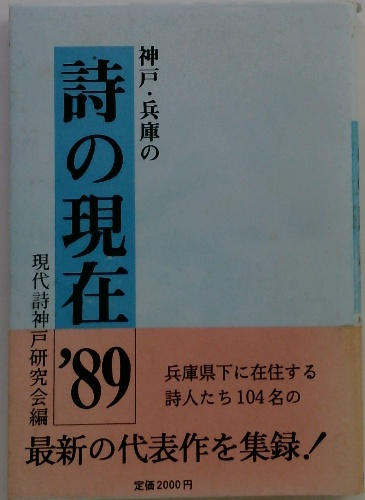 神戸・兵庫の
詩の現在'89
現代詩神戸研究会編
兵庫県下に在住する
詩人たち104名の
最新の代表作を集録!
定価2000円